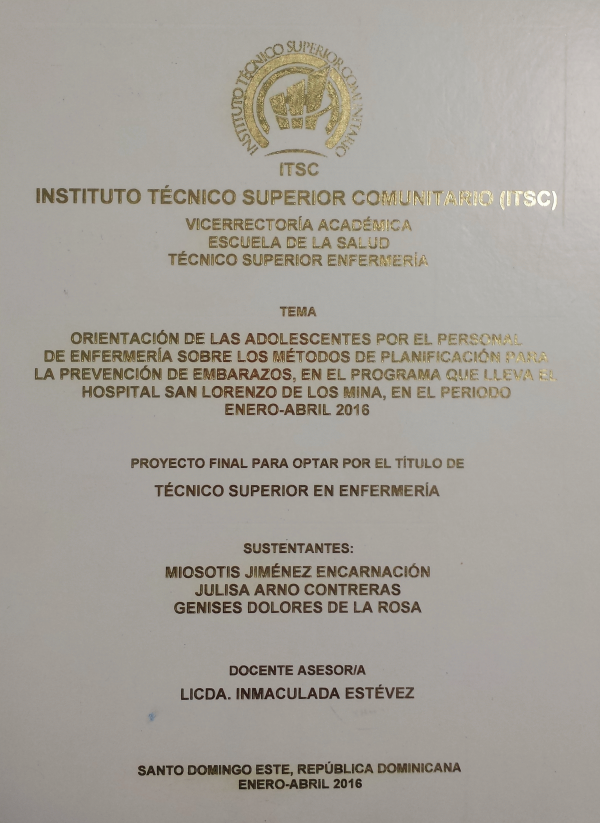 INSTITUTO TÉCNICO SUPERIOR COMUNITARIO
ITSC
INSTITUTO TÉCNICO SUPERIOR COMUNITARIO (ITSC)
VICERRECTORÍA ACADÉMICA
ESCUELA DE LA SALUD
TÉCNICO SUPERIOR ENFERMERÍA
TEMA
ORIENTACIÓN DE LAS ADOLESCENTES POR EL PERSONAL
DE ENFERMERÍA SOBRE LOS MÉTODOS DE PLANIFICACIÓN PARA
LA PREVENCIÓN DE EMBARAZOS, EN EL PROGRAMA QUE LLEVA EL
HOSPITAL SAN LORENZO DE LOS MINA, EN EL PERIODO
ENERO-ABRIL 2016
PROYECTO FINAL PARA OPTAR POR EL TÍTULO DE
TÉCNICO SUPERIOR EN ENFERMERÍA
SUSTENTANTES:
MIOSOTIS JIMÉNEZ ENCARNACIÓN
JULISA ARNO CONTRERAS
GENISES DOLORES DE LA ROSA
DOCENTE ASESOR/A
LICDA. INMACULADA ESTÉVEZ
SANTO DOMINGO ESTE, REPÚBLICA DOMINICANA
ENERO-ABRIL 2016